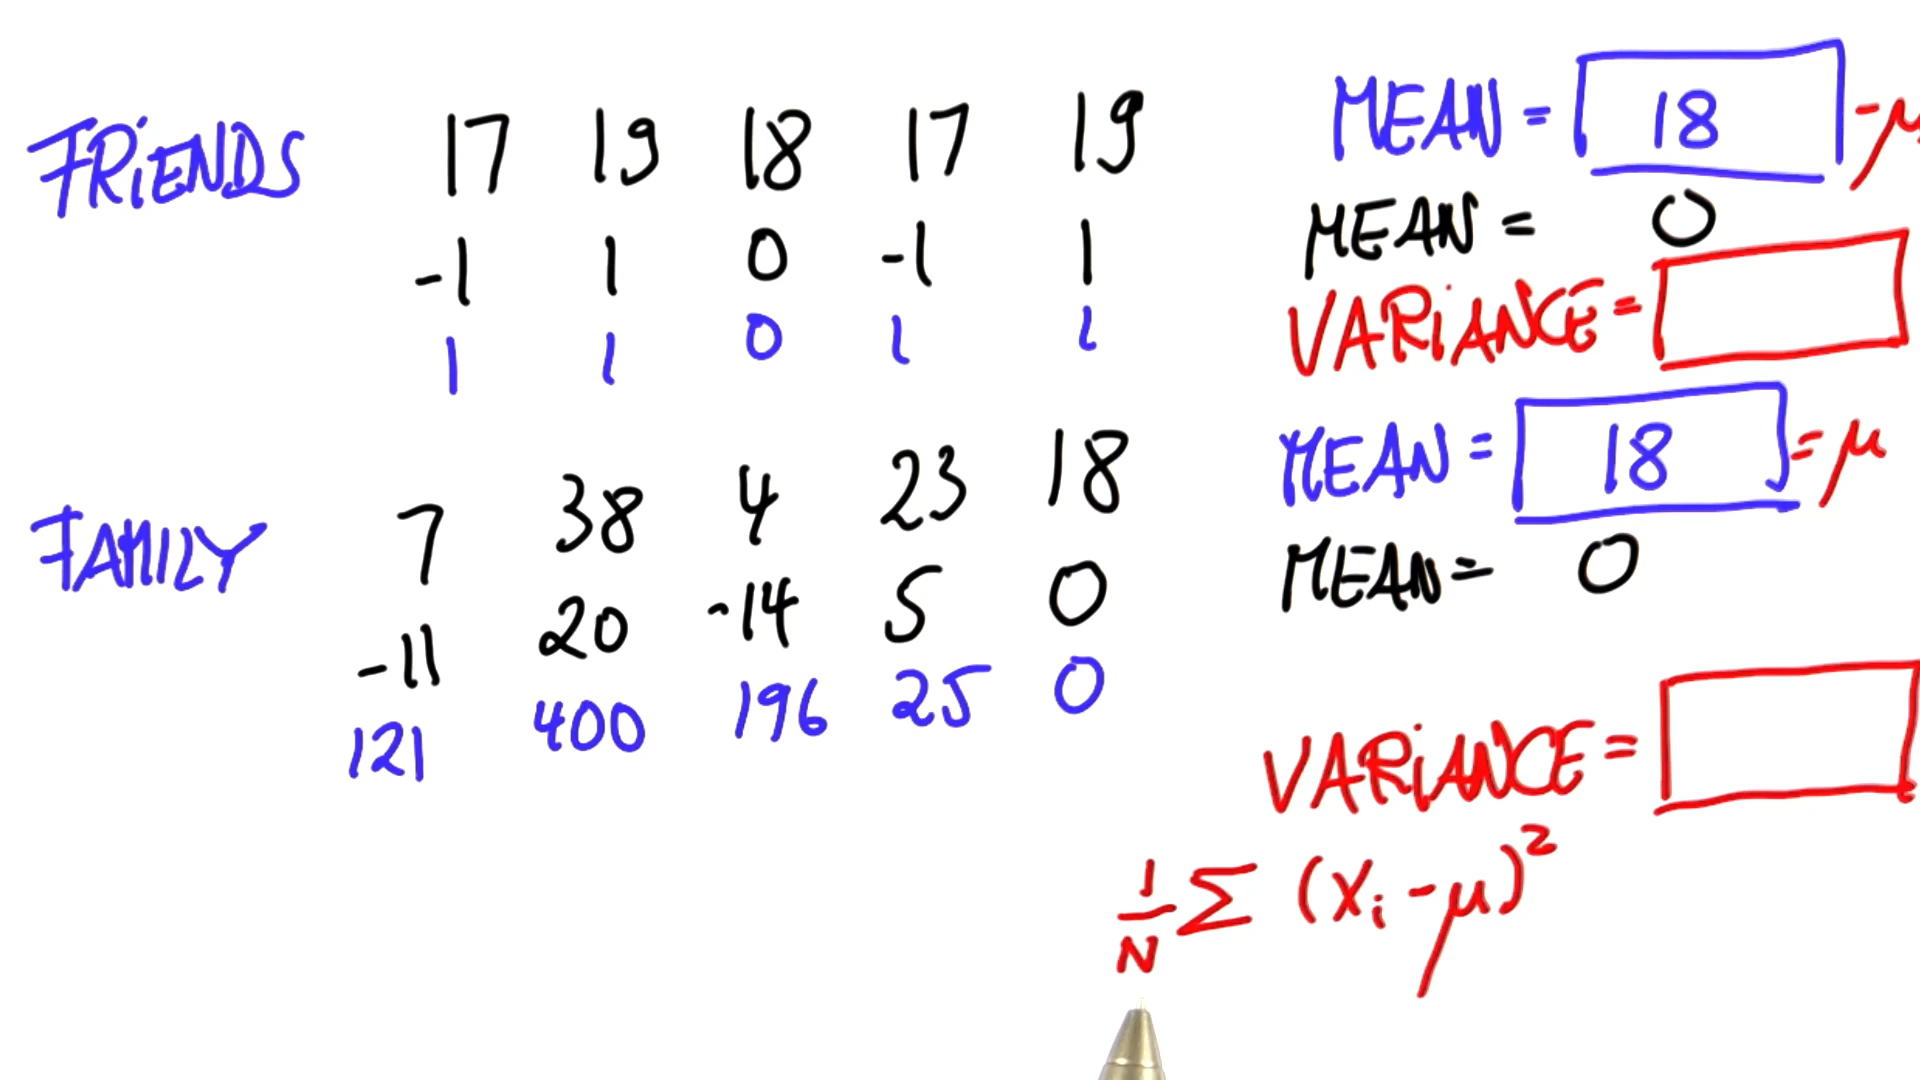 FRiENDS 17 19 18 17 19 MEAN = 18 -μ
-1 1 0 -1 1 MEAN = 0
1 1 0 1 1 VARiANCE =
FAMILY 7 38 4 23 18 MEAN = 18 = μ
-11 20 -14 5 0 MEAN = 0
121 400 196 25 0 VARiANCE =
1/N Σ (Xi - μ)²